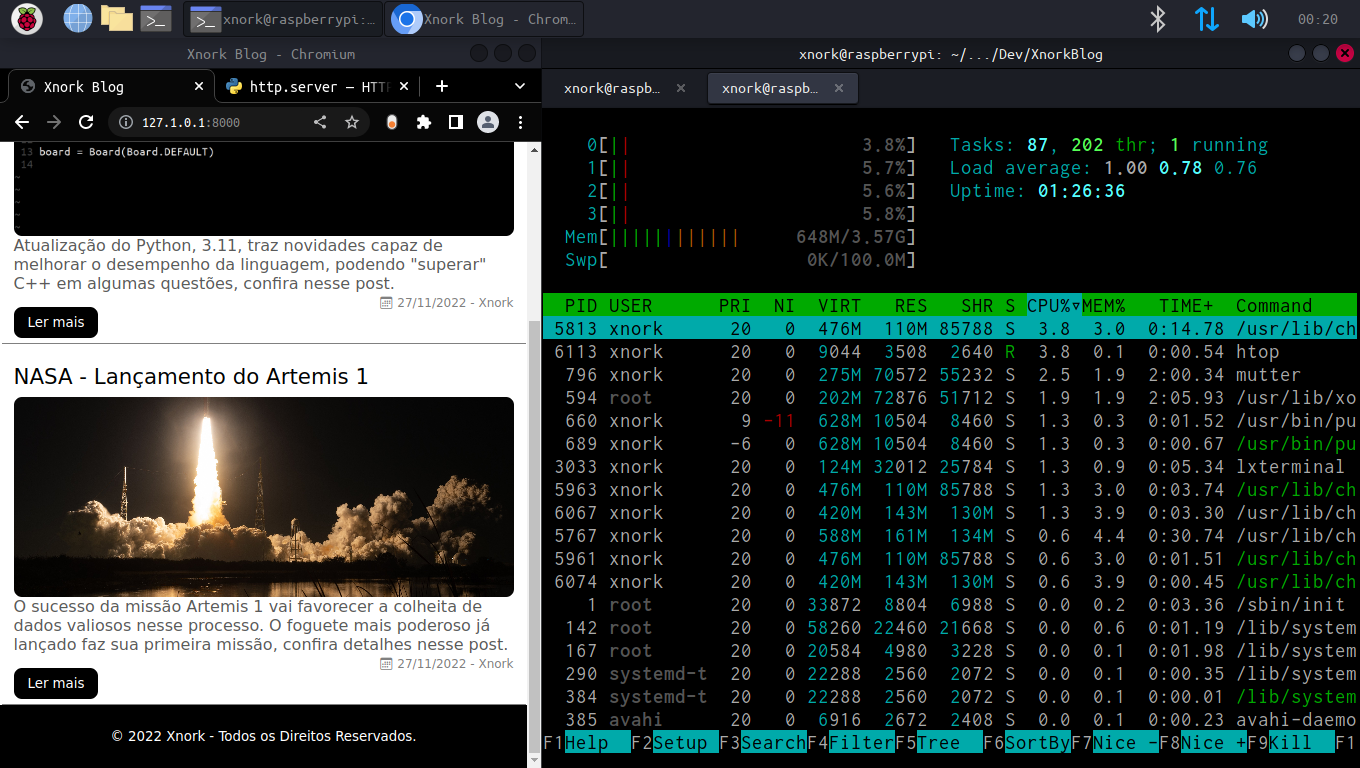 xnork@raspberrypi:...
Xnork Blog - Chrom...
00:20
Xnork Blog - Chromium
Xnork Blog
http.server — HTT
127.1.0.1:8000
13 board = Board(Board.DEFAULT)
14
~
~
~
~
~
Atualização do Python, 3.11, traz novidades capaz de
melhorar o desempenho da linguagem, podendo "superar"
C++ em algumas questões, confira nesse post.
27/11/2022 - Xnork
Ler mais
NASA - Lançamento do Artemis 1
O sucesso da missão Artemis 1 vai favorecer a colheita de
dados valiosos nesse processo. O foguete mais poderoso já
lançado faz sua primeira missão, confira detalhes nesse post.
27/11/2022 - Xnork
Ler mais
© 2022 Xnork - Todos os Direitos Reservados.
xnork@raspberrypi: ~/.../Dev/XnorkBlog
xnork@raspb…
xnork@raspb…
0[|| 3.8%]
1[|| 5.7%]
2[|| 5.6%]
3[|| 5.8%]
Mem[||||||||||||| 648M/3.57G]
Swp[ 0K/100.0M]
Tasks: 87, 202 thr; 1 running
Load average: 1.00 0.78 0.76
Uptime: 01:26:36
PID USER PRI NI VIRT RES SHR S CPU%▽MEM% TIME+ Command
5813 xnork 20 0 476M 110M 85788 S 3.8 3.0 0:14.78 /usr/lib/ch
6113 xnork 20 0 9044 3508 2640 R 3.8 0.1 0:00.54 htop
796 xnork 20 0 275M 70572 55232 S 2.5 1.9 2:00.34 mutter
594 root 20 0 202M 72876 51712 S 1.9 1.9 2:05.93 /usr/lib/xo
660 xnork 9 -11 628M 10504 8460 S 1.3 0.3 0:01.52 /usr/bin/pu
689 xnork -6 0 628M 10504 8460 S 1.3 0.3 0:00.67 /usr/bin/pu
3033 xnork 20 0 124M 32012 25784 S 1.3 0.9 0:05.34 lxterminal
5963 xnork 20 0 476M 110M 85788 S 1.3 3.0 0:03.74 /usr/lib/ch
6067 xnork 20 0 420M 143M 130M S 1.3 3.9 0:03.30 /usr/lib/ch
5767 xnork 20 0 588M 161M 134M S 0.6 4.4 0:30.74 /usr/lib/ch
5961 xnork 20 0 476M 110M 85788 S 0.6 3.0 0:01.51 /usr/lib/ch
6074 xnork 20 0 420M 143M 130M S 0.6 3.9 0:00.45 /usr/lib/ch
1 root 20 0 33872 8804 6988 S 0.0 0.2 0:03.36 /sbin/init
142 root 20 0 58260 22460 21668 S 0.0 0.6 0:01.19 /lib/system
167 root 20 0 20584 4980 3228 S 0.0 0.1 0:01.98 /lib/system
290 systemd-t 20 0 22288 2560 2072 S 0.0 0.1 0:00.35 /lib/system
384 systemd-t 20 0 22288 2560 2072 S 0.0 0.1 0:00.01 /lib/system
385 avahi 20 0 6916 2672 2408 S 0.0 0.1 0:00.23 avahi-daemo
F1Help F2Setup F3SearchF4FilterF5Tree F6SortByF7Nice -F8Nice +F9Kill F1